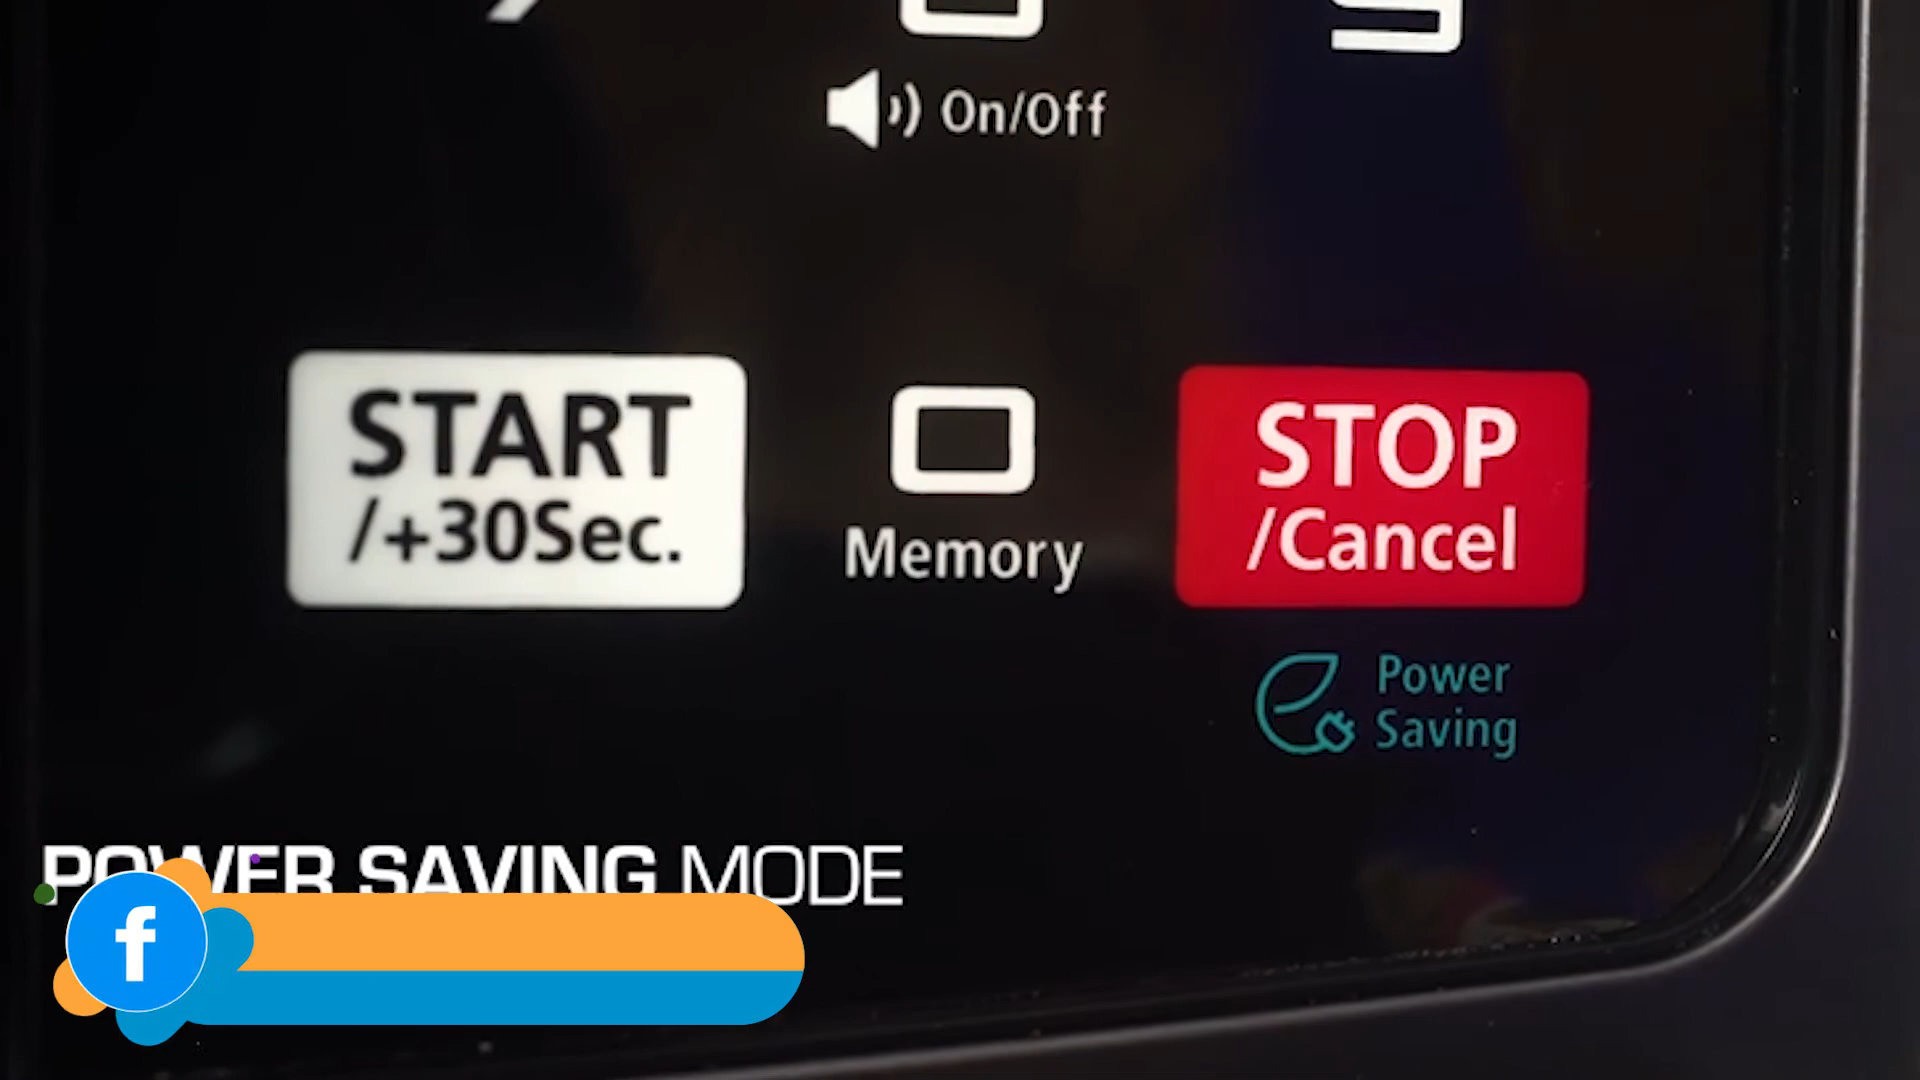 On/Off
START
/+30Sec.
Memory
STOP
/Cancel
Power
Saving
POWER SAVING MODE
f